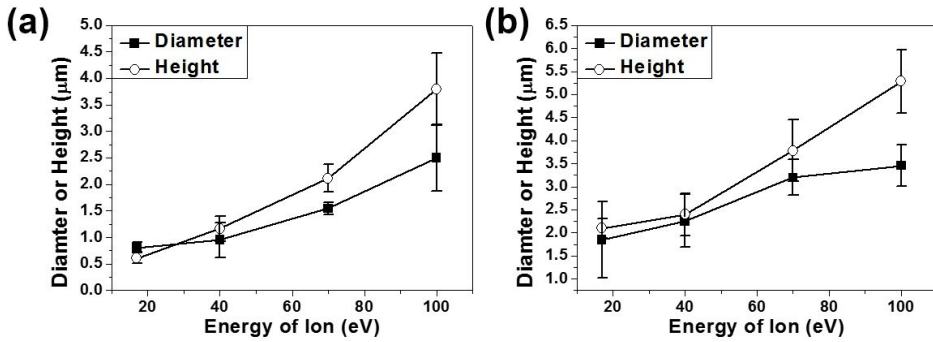 (a)
Diamter or Height (μm)
5.0
4.5
4.0
3.5
3.0
2.5
2.0
1.5
1.0
0.5
0.0
Diameter
Height
20 40 60 80 100
Energy of Ion (eV)
(b)
Diamter or Height (μm)
6.5
6.0
5.5
5.0
4.5
4.0
3.5
3.0
2.5
2.0
1.5
1.0
Diameter
Height
20 40 60 80 100
Energy of Ion (eV)